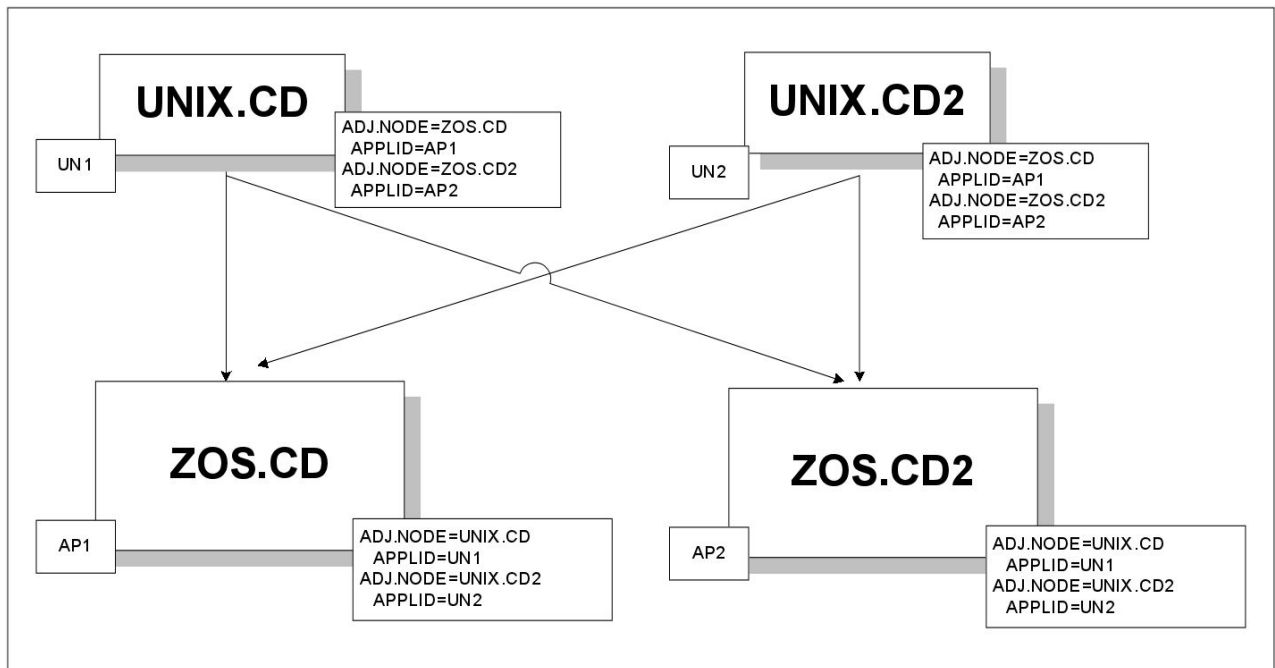 UNIX.CD
UN1
ADJ.NODE=ZOS.CD
APPLID=AP1
ADJ.NODE=ZOS.CD2
APPLID=AP2
UNIX.CD2
UN2
ADJ.NODE=ZOS.CD
APPLID=AP1
ADJ.NODE=ZOS.CD2
APPLID=AP2
ZOS.CD
AP1
ADJ.NODE=UNIX.CD
APPLID=UN1
ADJ.NODE=UNIX.CD2
APPLID=UN2
ZOS.CD2
AP2
ADJ.NODE=UNIX.CD
APPLID=UN1
ADJ.NODE=UNIX.CD2
APPLID=UN2